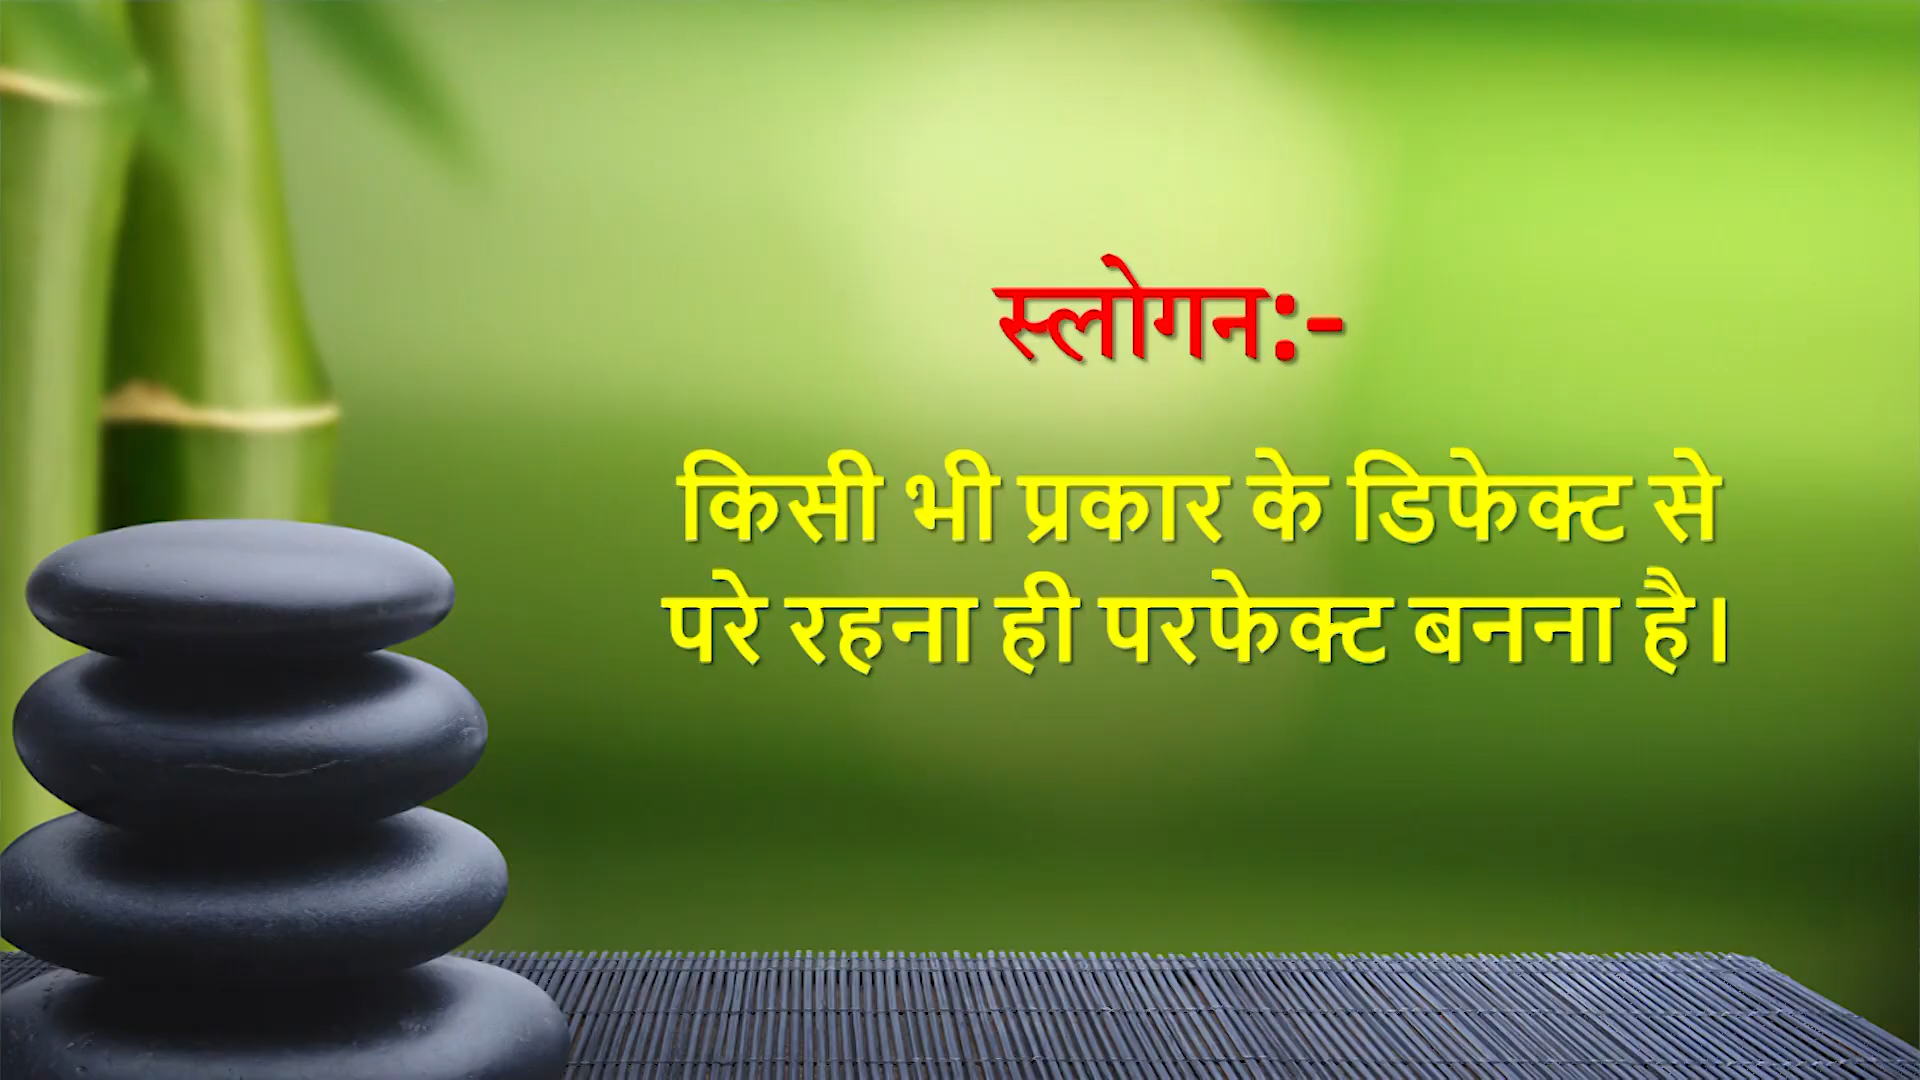 स्लोगन:-
किसी भी प्रकार के डिफेक्ट से
परे रहना ही परफेक्ट बनना है।